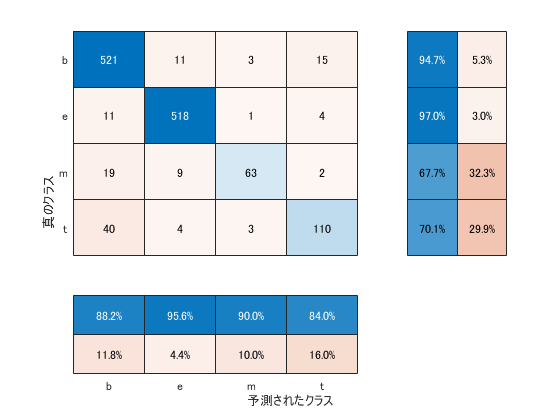 b 521 11 3 15 94.7% 5.3%
e 11 518 1 4 97.0% 3.0%
m 19 9 63 2 67.7% 32.3%
t 40 4 3 110 70.1% 29.9%
真のクラス
88.2% 95.6% 90.0% 84.0%
11.8% 4.4% 10.0% 16.0%
b e m t
予測されたクラス